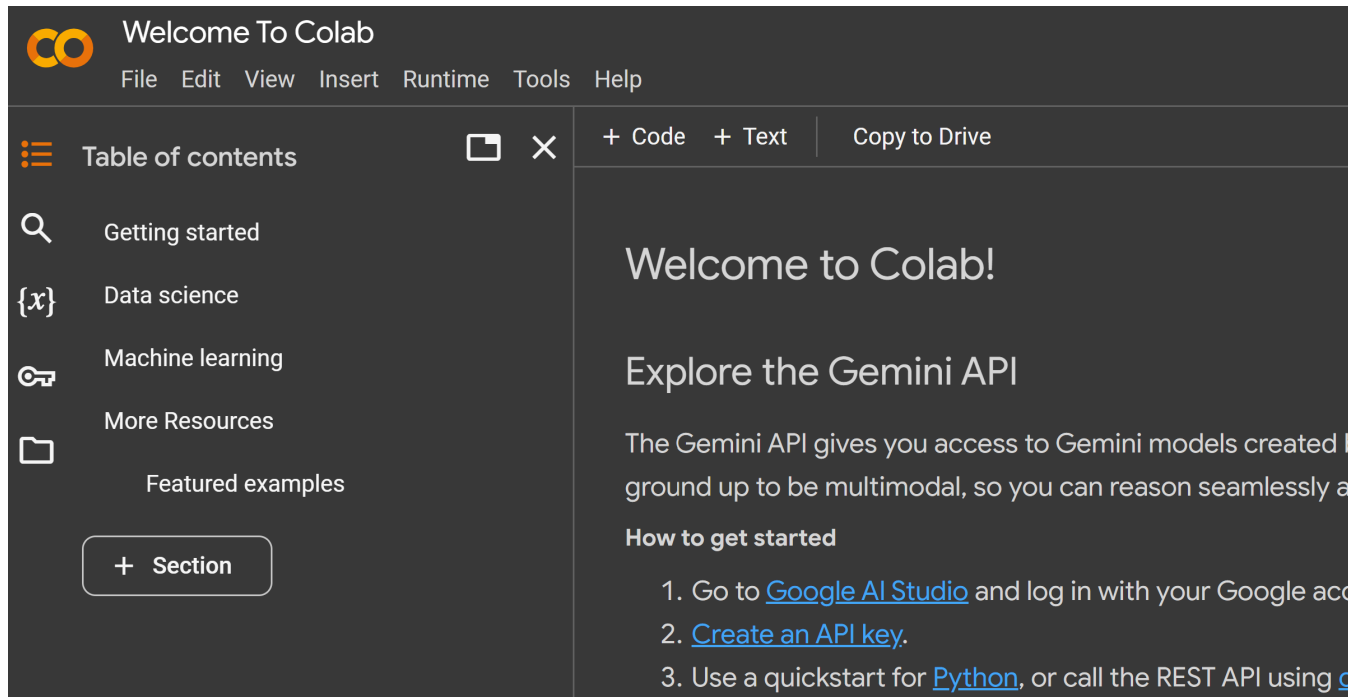 Welcome To Colab
File Edit View Insert Runtime Tools Help
Table of contents
Getting started
Data science
{x}
Machine learning
More Resources
Featured examples
+ Section
+ Code + Text Copy to Drive
Welcome to Colab!
Explore the Gemini API
The Gemini API gives you access to Gemini models created
ground up to be multimodal, so you can reason seamlessly
How to get started
1. Go to Google AI Studio and log in with your Google
2. Create an API key.
3. Use a quickstart for Python, or call the REST API using